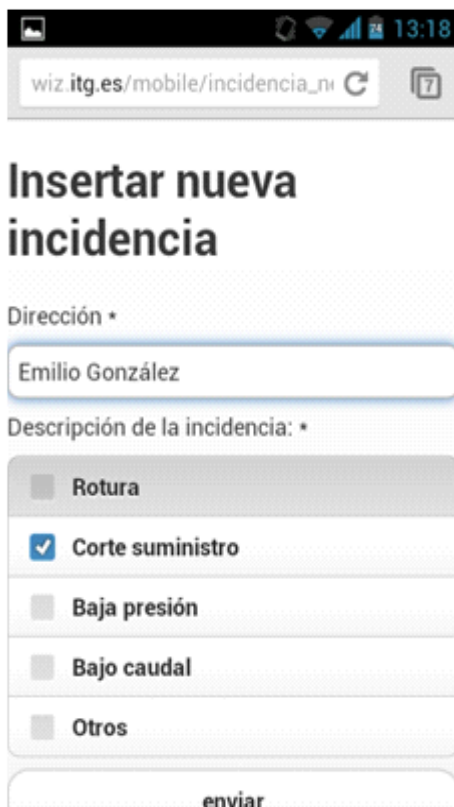 13:18
wiz.itg.es/mobile/incidencia_n
7
Insertar nueva
incidencia
Dirección *
Emilio González
Descripción de la incidencia: *
Rotura
Corte suministro
Baja presión
Bajo caudal
Otros
enviar